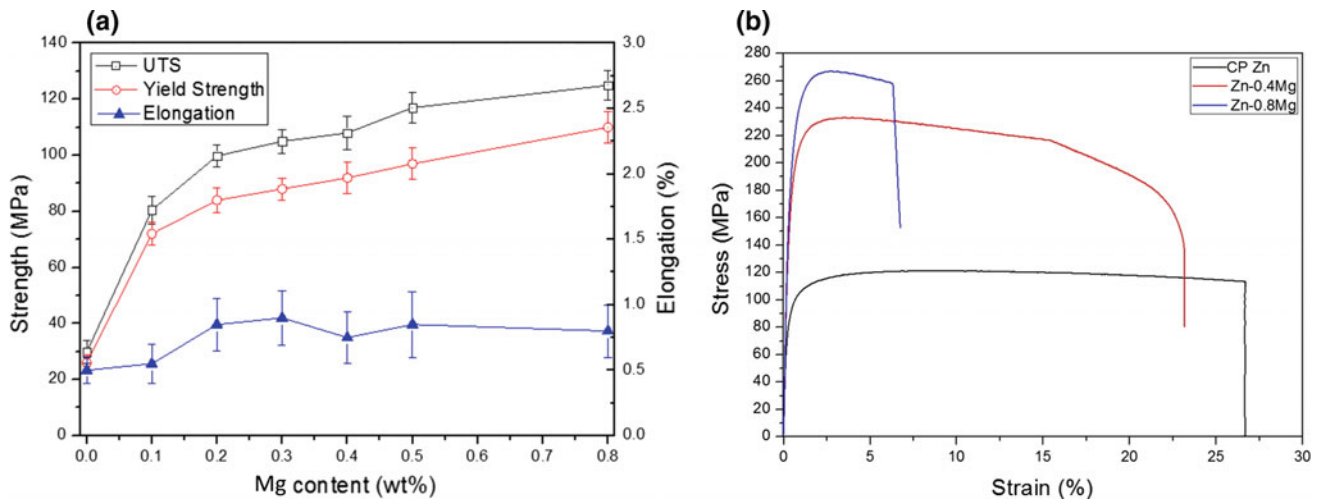 (a)
140
120
100
80
60
40
20
0
Strength (MPa)
UTS
Yield Strength
Elongation
3.0
2.5
2.0
1.5
1.0
0.5
0.0
Elongation (%)
0.0 0.1 0.2 0.3 0.4 0.5 0.6 0.7 0.8
Mg content (wt%)
(b)
280
260
240
220
200
180
160
140
120
100
80
60
40
20
0
Stress (MPa)
CP Zn
Zn-0.4Mg
Zn-0.8Mg
0 5 10 15 20 25 30
Strain (%)